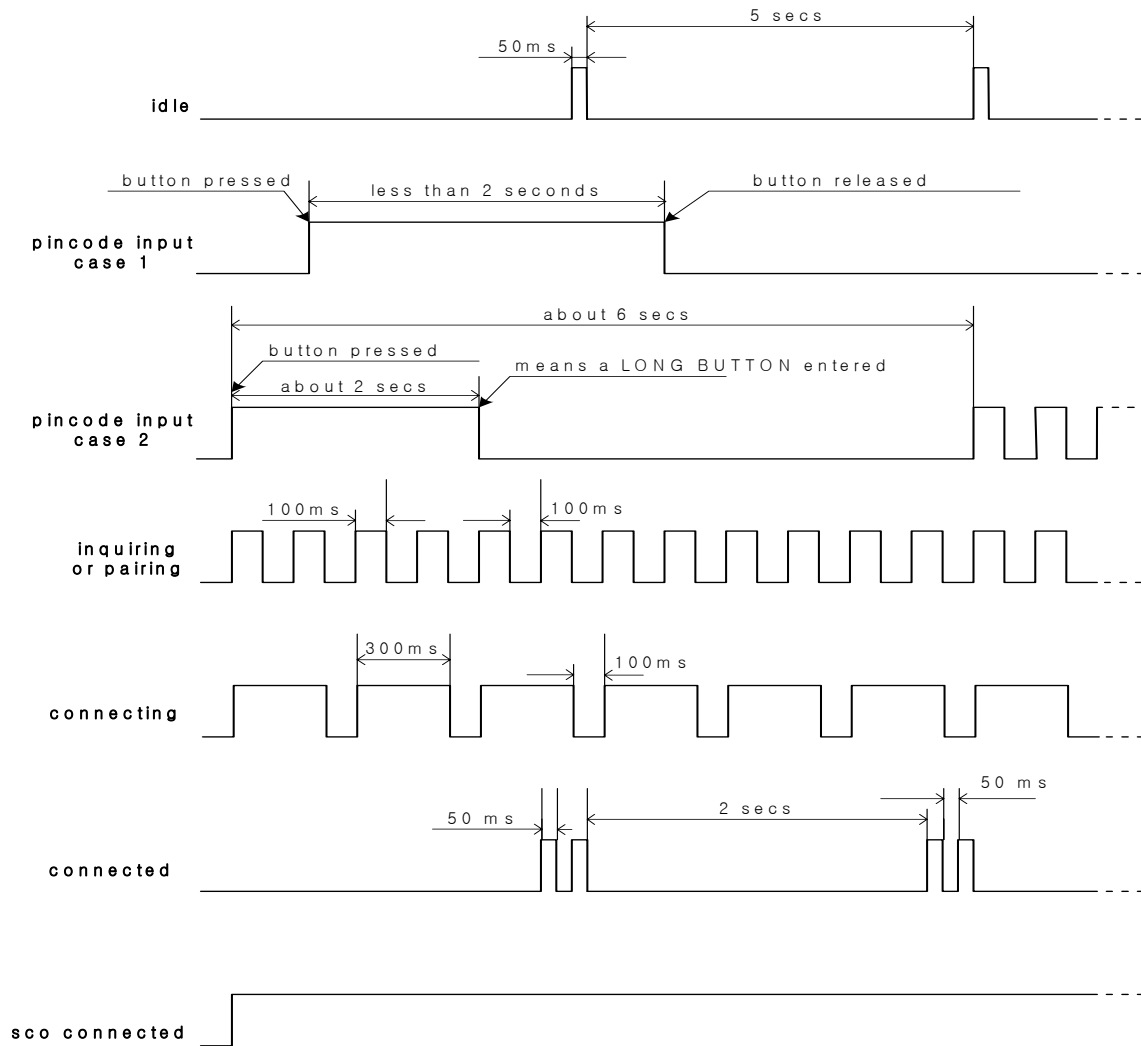 5 secs
50ms
idle
button pressed
less than 2 seconds
button released
pincode input
case 1
about 6 secs
button pressed
means a LONG BUTTON entered
about 2 secs
pincode input
case 2
100ms
100ms
inquiring
or pairing
300ms
100ms
connecting
50 ms
2 secs
50 ms
connected
sco connected